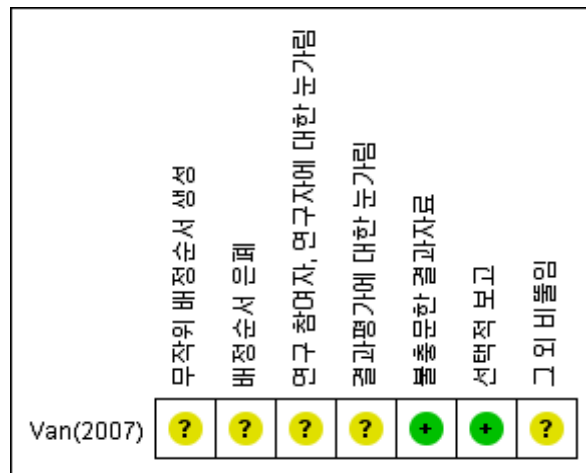 무작위 배정순서 생성
배정순서 은폐
연구 참여자, 연구자에 대한 눈가림
결과평가에 대한 눈가림
불충분한 결과자료
선택적 보고
그 외 비뚤림
Van(2007) ? ? ? ? + + ?